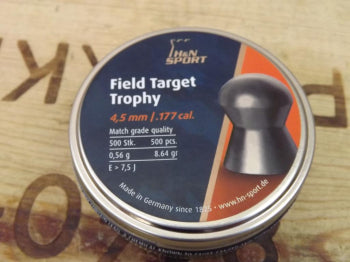 H&N
SPORT
Field Target
Trophy
4,5 mm / .177 cal.
Match grade quality
500 Stk. 500 pcs.
0,56 g 8.64 gr
E > 7,5 J
Made in Germany since 1825 • www.hn-sport.de